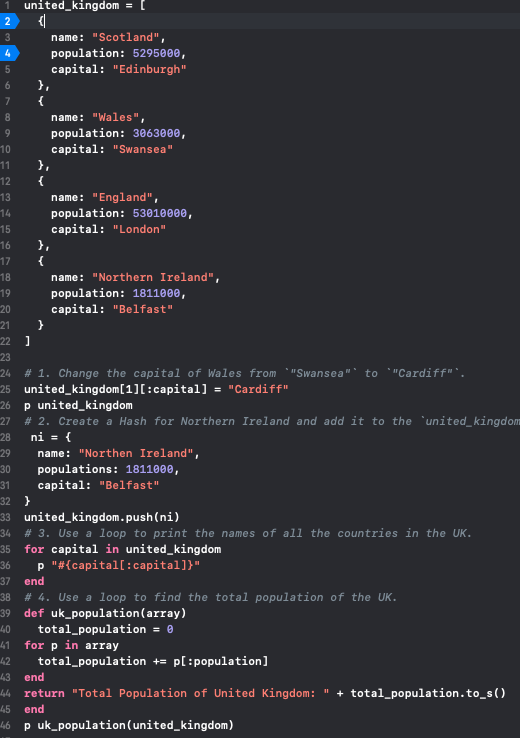 1 united_kingdom = [
2 {
3 name: "Scotland",
4 population: 5295000,
5 capital: "Edinburgh"
6 },
7 {
8 name: "Wales",
9 population: 3063000,
10 capital: "Swansea"
11 },
12 {
13 name: "England",
14 population: 53010000,
15 capital: "London"
16 },
17 {
18 name: "Northern Ireland",
19 population: 1811000,
20 capital: "Belfast"
21 }
22 ]
23
24 # 1. Change the capital of Wales from `"Swansea"` to `"Cardiff"`.
25 united_kingdom[1][:capital] = "Cardiff"
26 p united_kingdom
27 # 2. Create a Hash for Northern Ireland and add it to the `united_kingdom
28 ni = {
29 name: "Northen Ireland",
30 populations: 1811000,
31 capital: "Belfast"
32 }
33 united_kingdom.push(ni)
34 # 3. Use a loop to print the names of all the countries in the UK.
35 for capital in united_kingdom
36 p "#{capital[:capital]}"
37 end
38 # 4. Use a loop to find the total population of the UK.
39 def uk_population(array)
40 total_population = 0
41 for p in array
42 total_population += p[:population]
43 end
44 return "Total Population of United Kingdom: " + total_population.to_s()
45 end
46 p uk_population(united_kingdom)